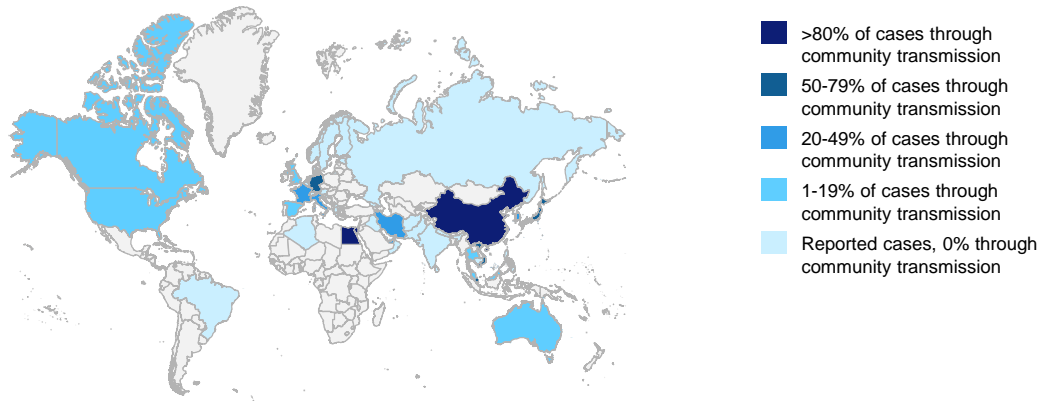 >80% of cases through
community transmission
50-79% of cases through
community transmission
20-49% of cases through
community transmission
1-19% of cases through
community transmission
Reported cases, 0% through
community transmission